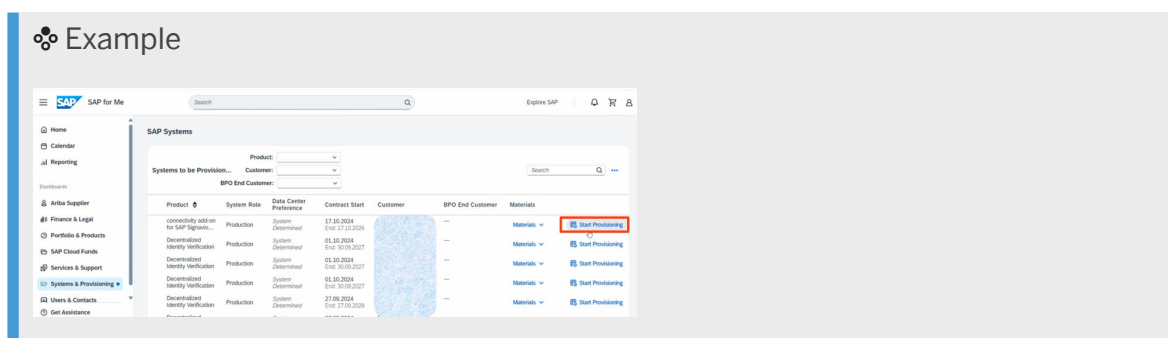 Example
SAP SAP for Me
Search
Explore SAP
Home
Calendar
Reporting
Dashboards
Ariba Supplier
Finance & Legal
Portfolio & Products
SAP Cloud Funds
Services & Support
Systems & Provisioning
Users & Contacts
Get Assistance
SAP Systems
Systems to be Provision...
Product:
Customer:
BPO End Customer:
Search
Product System Role Data Center Preference Contract Start Customer BPO End Customer Materials
connectivity add-on for SAP Signavio... Production System Determined 17.10.2024 End: 17.10.2026 Materials Start Provisioning
Decentralized Identity Verification Production System Determined 01.10.2024 End: 30.09.2027 Materials Start Provisioning
Decentralized Identity Verification Production System Determined 01.10.2024 End: 30.09.2027 Materials Start Provisioning
Decentralized Identity Verification Production System Determined 01.10.2024 End: 30.09.2027 Materials Start Provisioning
Decentralized Identity Verification Production System Determined 27.09.2024 End: 27.09.2028 Materials Start Provisioning